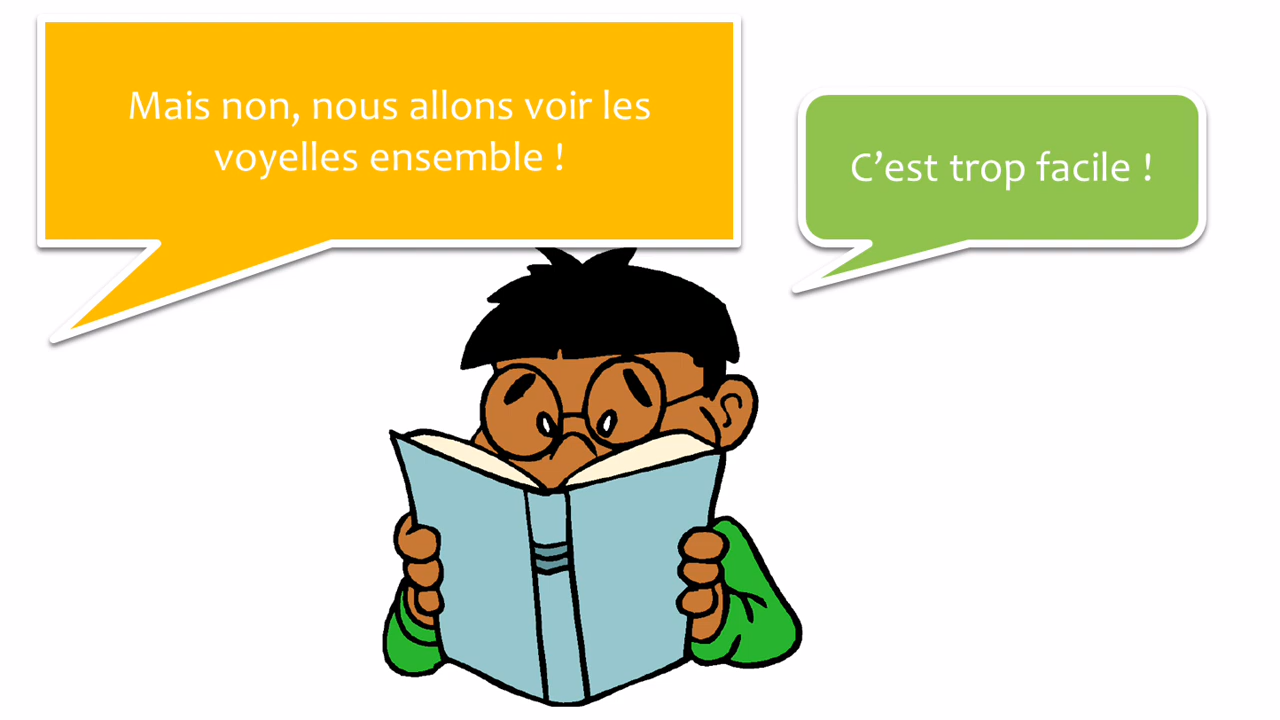 Mais non, nous allons voir les
voyelles ensemble !
C’est trop facile !